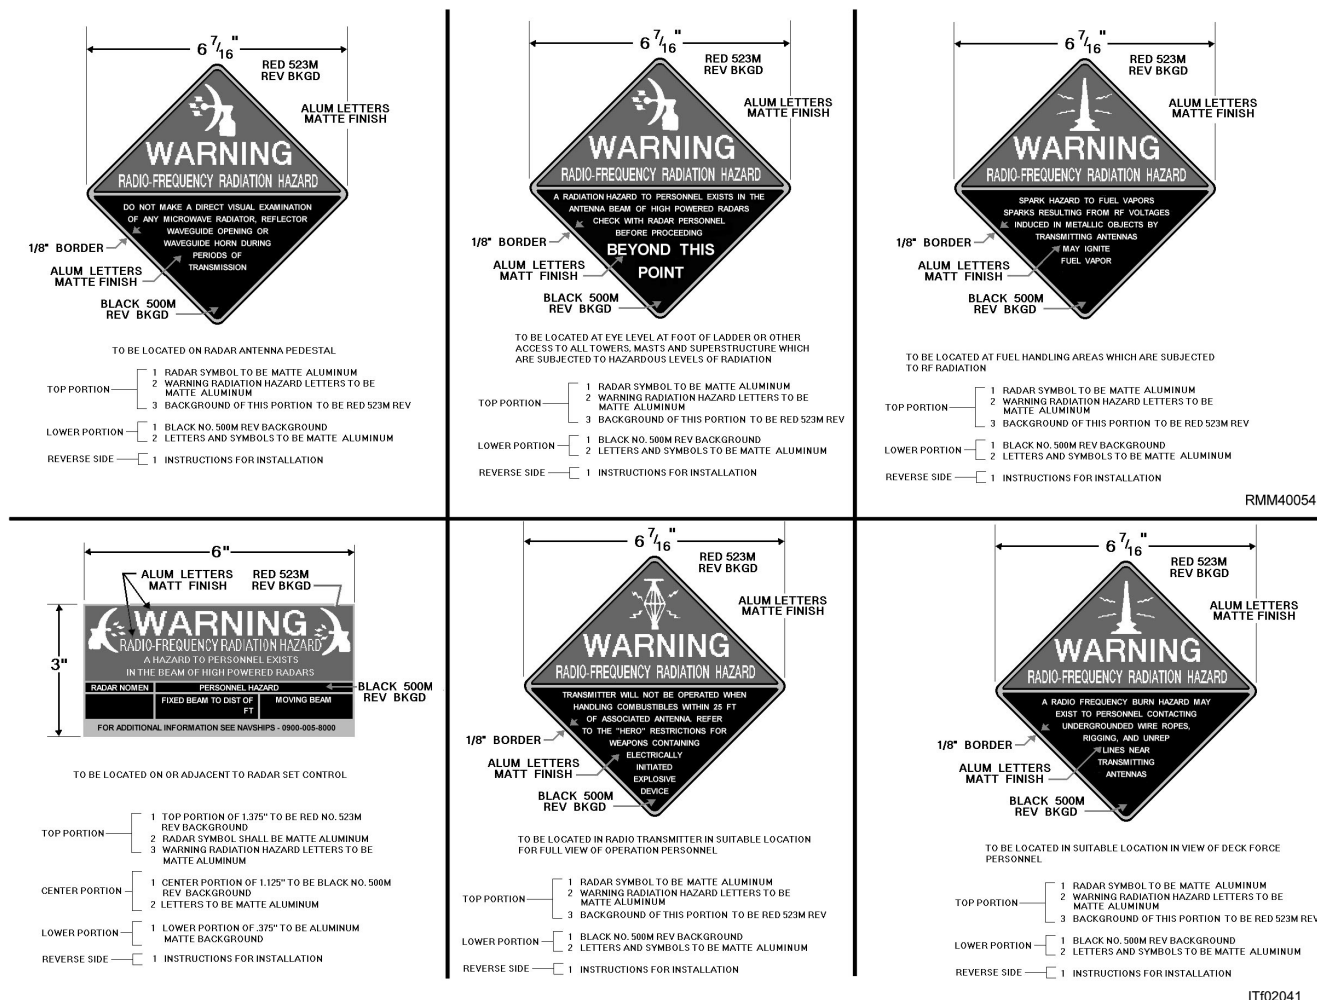 6 7/16"
RED 523M
REV BKGD
ALUM LETTERS
MATTE FINISH
WARNING
RADIO-FREQUENCY RADIATION HAZARD
DO NOT MAKE A DIRECT VISUAL EXAMINATION
OF ANY MICROWAVE RADIATOR, REFLECTOR
WAVEGUIDE OPENING OR
WAVEGUIDE HORN DURING
PERIODS OF
TRANSMISSION
1/8" BORDER
ALUM LETTERS
MATTE FINISH
BLACK 500M
REV BKGD
TO BE LOCATED ON RADAR ANTENNA PEDESTAL
TOP PORTION
1 RADAR SYMBOL TO BE MATTE ALUMINUM
2 WARNING RADIATION HAZARD LETTERS TO BE
MATTE ALUMINUM
3 BACKGROUND OF THIS PORTION TO BE RED 523M REV
LOWER PORTION
1 BLACK NO. 500M REV BACKGROUND
2 LETTERS AND SYMBOLS TO BE MATTE ALUMINUM
REVERSE SIDE
1 INSTRUCTIONS FOR INSTALLATION
6 7/16"
RED 523M
REV BKGD
ALUM LETTERS
MATTE FINISH
WARNING
RADIO-FREQUENCY RADIATION HAZARD
A RADIATION HAZARD TO PERSONNEL EXISTS IN THE
ANTENNA BEAM OF HIGH POWERED RADARS
CHECK WITH RADAR PERSONNEL
BEFORE PROCEEDING
BEYOND THIS
POINT
1/8" BORDER
ALUM LETTERS
MATT FINISH
BLACK 500M
REV BKGD
TO BE LOCATED AT EYE LEVEL AT FOOT OF LADDER OR OTHER
ACCESS TO ALL TOWERS, MASTS AND SUPERSTRUCTURE WHICH
ARE SUBJECTED TO HAZARDOUS LEVELS OF RADIATION
TOP PORTION
1 RADAR SYMBOL TO BE MATTE ALUMINUM
2 WARNING RADIATION HAZARD LETTERS TO BE
MATTE ALUMINUM
3 BACKGROUND OF THIS PORTION TO BE RED 523M REV
LOWER PORTION
1 BLACK NO. 500M REV BACKGROUND
2 LETTERS AND SYMBOLS TO BE MATTE ALUMINUM
REVERSE SIDE
1 INSTRUCTIONS FOR INSTALLATION
6 7/16"
RED 523M
REV BKGD
ALUM LETTERS
MATTE FINISH
WARNING
RADIO-FREQUENCY RADIATION HAZARD
SPARK HAZARD TO FUEL VAPORS
SPARKS RESULTING FROM RF VOLTAGES
INDUCED IN METALLIC OBJECTS BY
TRANSMITTING ANTENNAS
MAY IGNITE
FUEL VAPOR
1/8" BORDER
ALUM LETTERS
MATTE FINISH
BLACK 500M
REV BKGD
TO BE LOCATED AT FUEL HANDLING AREAS WHICH ARE SUBJECTED
TO RF RADIATION
TOP PORTION
1 RADAR SYMBOL TO BE MATTE ALUMINUM
2 WARNING RADIATION HAZARD LETTERS TO BE
MATTE ALUMINUM
3 BACKGROUND OF THIS PORTION TO BE RED 523M REV
LOWER PORTION
1 BLACK NO. 500M REV BACKGROUND
2 LETTERS AND SYMBOLS TO BE MATTE ALUMINUM
REVERSE SIDE
1 INSTRUCTIONS FOR INSTALLATION
RMM40054
6"
ALUM LETTERS
MATT FINISH
RED 523M
REV BKGD
3"
WARNING
RADIO-FREQUENCY RADIATION HAZARD
A HAZARD TO PERSONNEL EXISTS
IN THE BEAM OF HIGH POWERED RADARS
RADAR NOMEN
PERSONNEL HAZARD
FIXED BEAM TO DIST OF
FT
MOVING BEAM
FOR ADDITIONAL INFORMATION SEE NAVSHIPS - 0900-005-8000
BLACK 500M
REV BKGD
TO BE LOCATED ON OR ADJACENT TO RADAR SET CONTROL
TOP PORTION
1 TOP PORTION OF 1.375" TO BE RED NO. 523M
REV BACKGROUND
2 RADAR SYMBOL SHALL BE MATTE ALUMINUM
3 WARNING RADIATION HAZARD LETTERS TO BE
MATTE ALUMINUM
CENTER PORTION
1 CENTER PORTION OF 1.125" TO BE BLACK NO. 500M
REV BACKGROUND
2 LETTERS TO BE MATTE ALUMINUM
LOWER PORTION
1 LOWER PORTION OF .375" TO BE ALUMINUM
MATTE BACKGROUND
REVERSE SIDE
1 INSTRUCTIONS FOR INSTALLATION
6 7/16"
RED 523M
REV BKGD
ALUM LETTERS
MATTE FINISH
WARNING
RADIO-FREQUENCY RADIATION HAZARD
TRANSMITTER WILL NOT BE OPERATED WHEN
HANDLING COMBUSTIBLES WITHIN 25 FT
OF ASSOCIATED ANTENNA. REFER
TO THE "HERO" RESTRICTIONS FOR
WEAPONS CONTAINING
ELECTRICALLY
INITIATED
EXPLOSIVE
DEVICE
1/8" BORDER
ALUM LETTERS
MATT FINISH
BLACK 500M
REV BKGD
TO BE LOCATED IN RADIO TRANSMITTER IN SUITABLE LOCATION
FOR FULL VIEW OF OPERATION PERSONNEL
TOP PORTION
1 RADAR SYMBOL TO BE MATTE ALUMINUM
2 WARNING RADIATION HAZARD LETTERS TO BE
MATTE ALUMINUM
3 BACKGROUND OF THIS PORTION TO BE RED 523M REV
LOWER PORTION
1 BLACK NO. 500M REV BACKGROUND
2 LETTERS AND SYMBOLS TO BE MATTE ALUMINUM
REVERSE SIDE
1 INSTRUCTIONS FOR INSTALLATION
6 7/16"
RED 523M
REV BKGD
ALUM LETTERS
MATTE FINISH
WARNING
RADIO-FREQUENCY RADIATION HAZARD
A RADIO FREQUENCY BURN HAZARD MAY
EXIST TO PERSONNEL CONTACTING
UNDERGROUNDED WIRE ROPES,
RIGGING, AND UNREP
LINES NEAR
TRANSMITTING
ANTENNAS
1/8" BORDER
ALUM LETTERS
MATT FINISH
BLACK 500M
REV BKGD
TO BE LOCATED IN SUITABLE LOCATION IN VIEW OF DECK FORCE
PERSONNEL
TOP PORTION
1 RADAR SYMBOL TO BE MATTE ALUMINUM
2 WARNING RADIATION HAZARD LETTERS TO BE
MATTE ALUMINUM
3 BACKGROUND OF THIS PORTION TO BE RED 523M REV
LOWER PORTION
1 BLACK NO. 500M REV BACKGROUND
2 LETTERS AND SYMBOLS TO BE MATTE ALUMINUM
REVERSE SIDE
1 INSTRUCTIONS FOR INSTALLATION
ITf02041